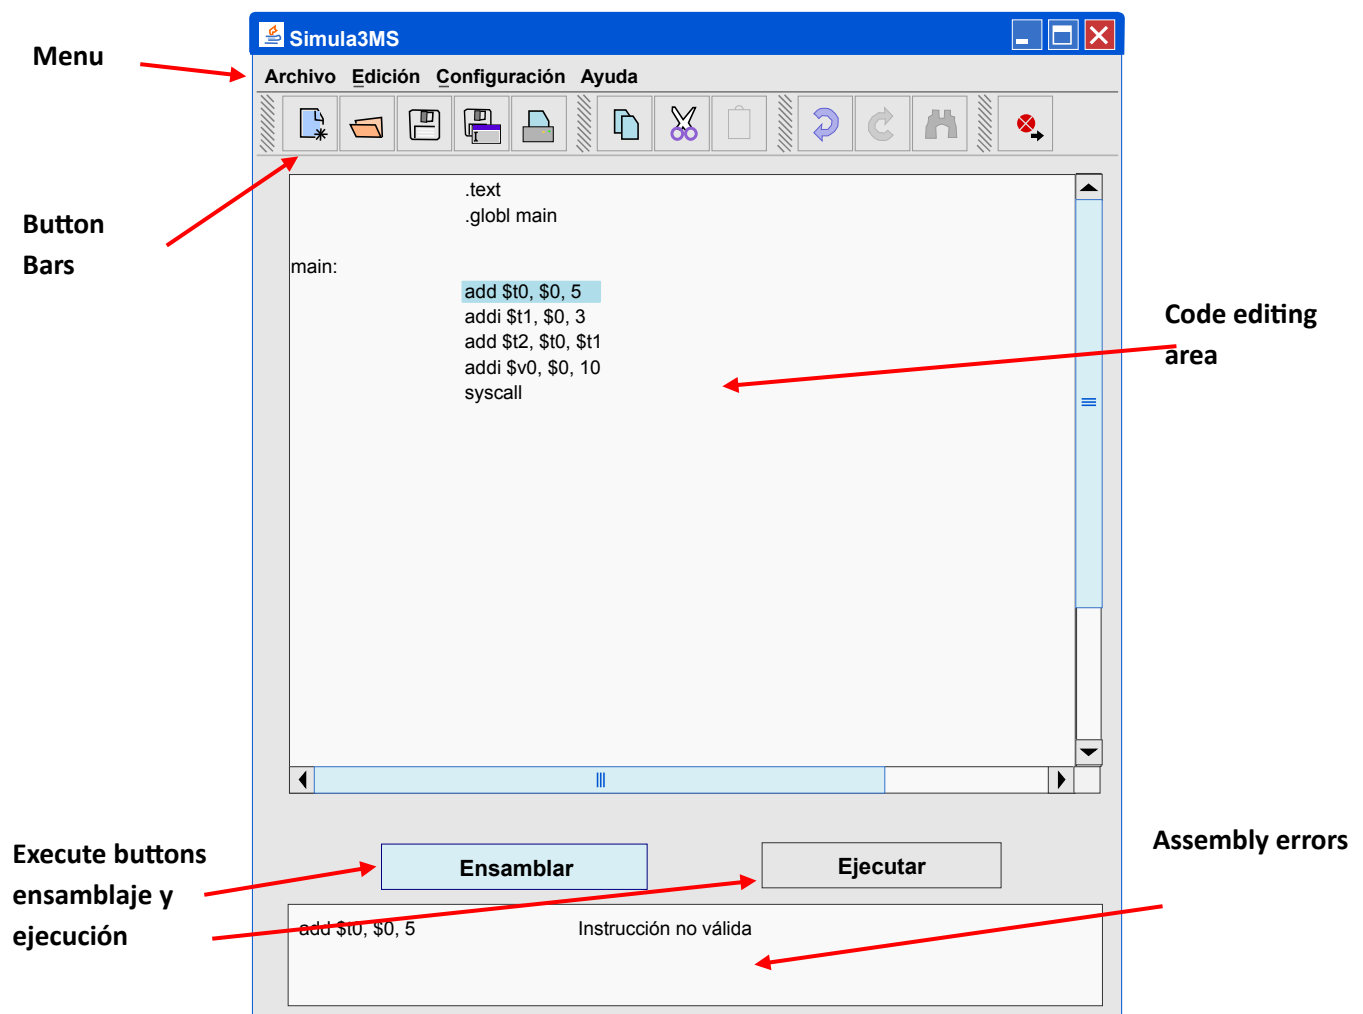 Simula3MS
Menu
Archivo Edición Configuración Ayuda
Button
Bars
.text
.globl main
main:
add $t0, $0, 5
addi $t1, $0, 3
add $t2, $t0, $t1
addi $v0, $0, 10
syscall
Code editing
area
Execute buttons
ensamblaje y
ejecución
Ensamblar
Ejecutar
Assembly errors
add $t0, $0, 5 Instrucción no válida